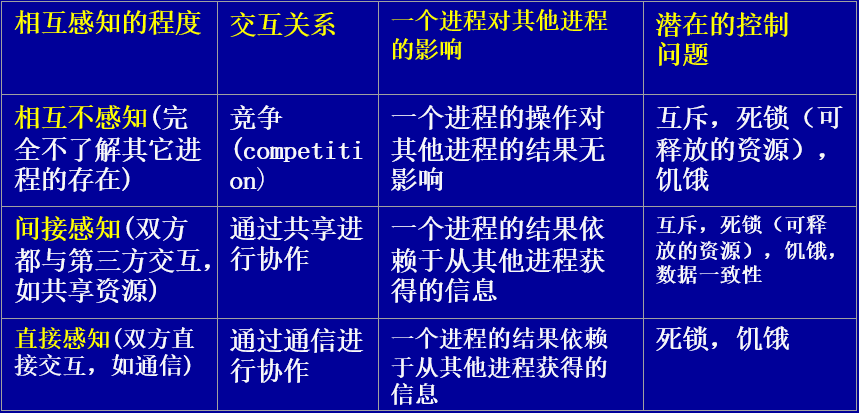 相互感知的程度
交互关系
一个进程对其他进程
的影响
潜在的控制
问题
相互不感知(完
全不了解其它进
程的存在)
竞争
(competiti
on)
一个进程的操作对
其他进程的结果无
影响
互斥，死锁（可
释放的资源），
饥饿
间接感知(双方
都与第三方交互，
如共享资源)
通过共享进
行协作
一个进程的结果依
赖于从其他进程获
得的信息
互斥，死锁（可释
放的资源），饥饿，
数据一致性
直接感知(双方直
接交互，如通信)
通过通信进
行协作
一个进程的结果依赖
于从其他进程获得的
信息
死锁，饥饿